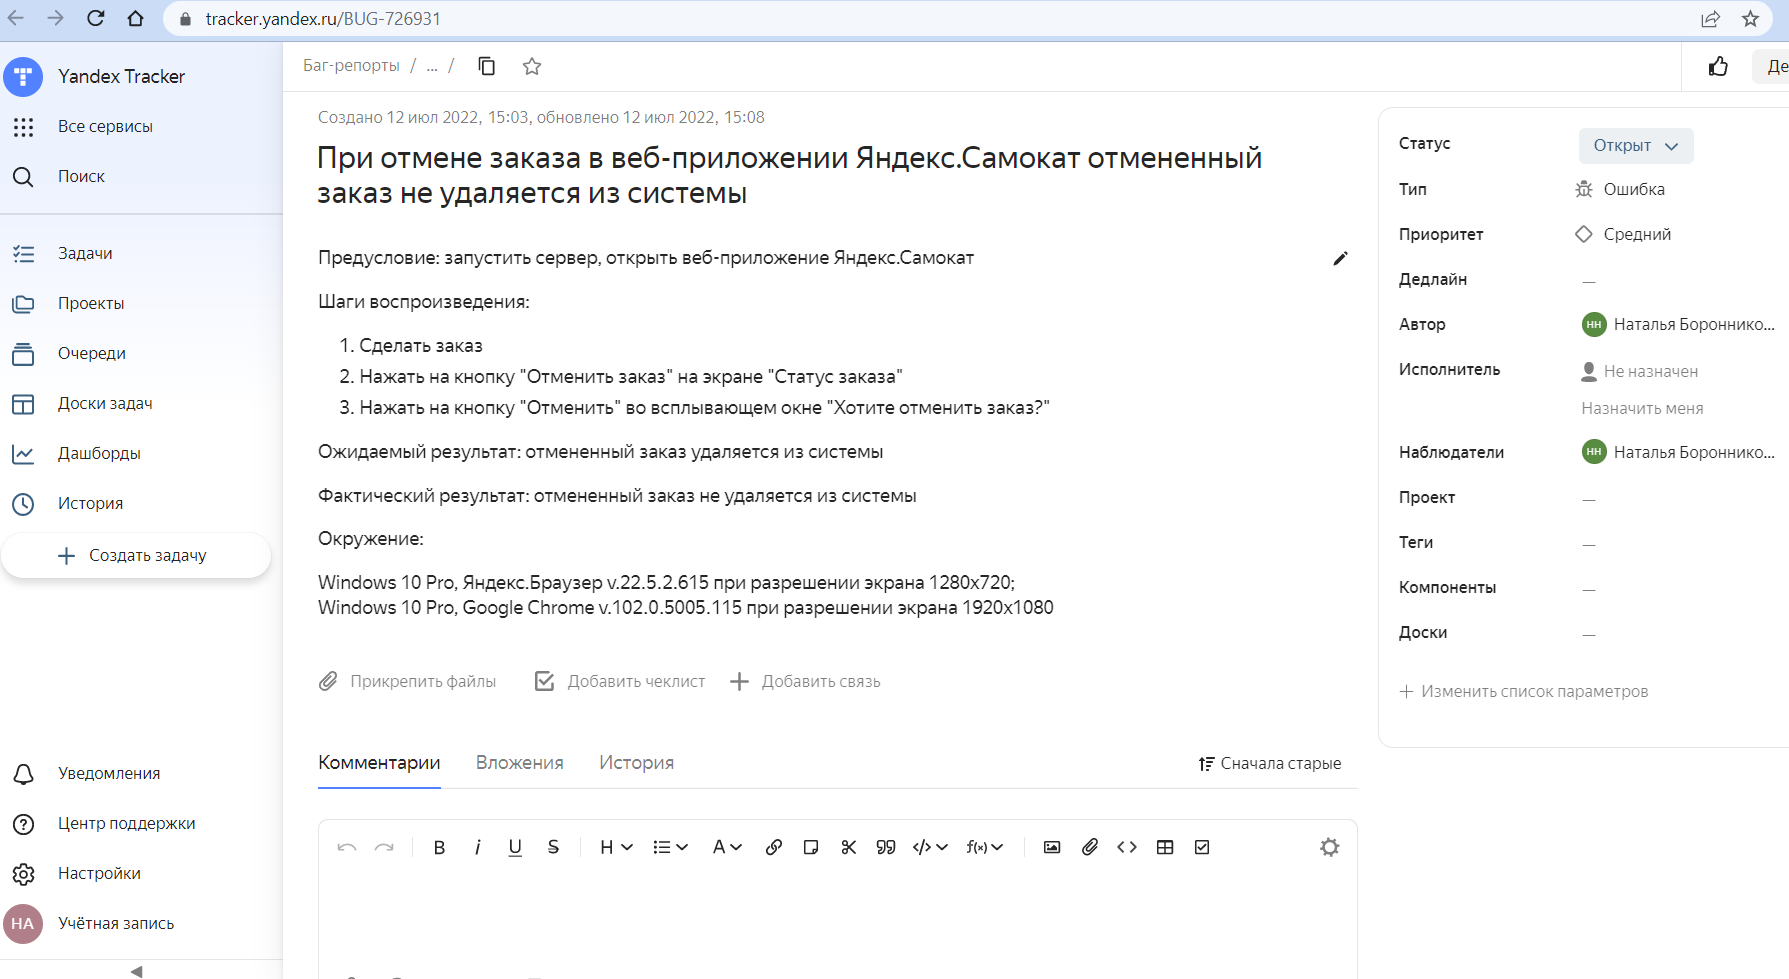 tracker.yandex.ru/BUG-726931
Yandex Tracker
Все сервисы
Поиск
Задачи
Проекты
Очереди
Доски задач
Дашборды
История
Создать задачу
Уведомления
Центр поддержки
Настройки
НА Учётная запись
Баг-репорты / ... /
Де
Создано 12 июл 2022, 15:03, обновлено 12 июл 2022, 15:08
При отмене заказа в веб-приложении Яндекс.Самокат отмененный
заказ не удаляется из системы
Предусловие: запустить сервер, открыть веб-приложение Яндекс.Самокат
Шаги воспроизведения:
1. Сделать заказ
2. Нажать на кнопку "Отменить заказ" на экране "Статус заказа"
3. Нажать на кнопку "Отменить" во всплывающем окне "Хотите отменить заказ?"
Ожидаемый результат: отмененный заказ удаляется из системы
Фактический результат: отмененный заказ не удаляется из системы
Окружение:
Windows 10 Pro, Яндекс.Браузер v.22.5.2.615 при разрешении экрана 1280x720;
Windows 10 Pro, Google Chrome v.102.0.5005.115 при разрешении экрана 1920x1080
Прикрепить файлы Добавить чеклист Добавить связь
Комментарии Вложения История Сначала старые
B i U S H A f(x)
Статус Открыт
Тип Ошибка
Приоритет Средний
Дедлайн —
Автор НН Наталья Боронико...
Исполнитель Не назначен
Назначить меня
Наблюдатели НН Наталья Боронико...
Проект —
Теги —
Компоненты —
Доски —
Изменить список параметров